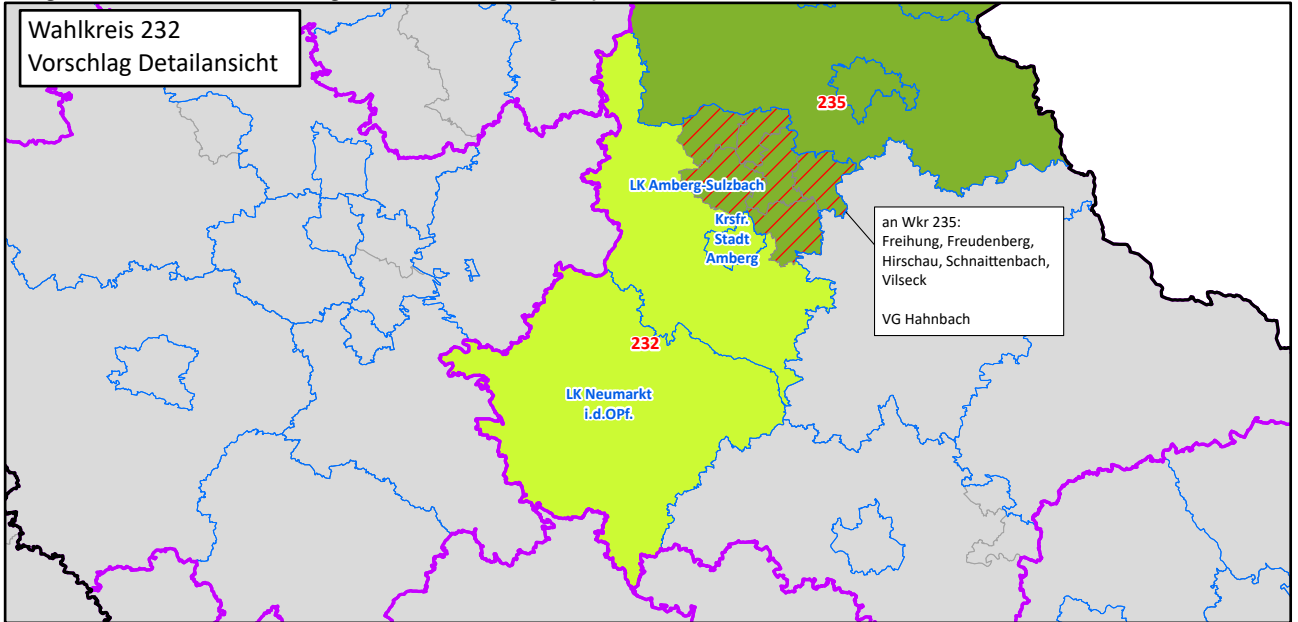 Wahlkreis 232
Vorschlag Detailansicht
235
LK Amberg-Sulzbach
Krsfr.
Stadt
Amberg
an Wkr 235:
Freihung, Freudenberg,
Hirschau, Schnaittenbach,
Vilseck
VG Hahnbach
232
LK Neumarkt
i.d.OPf.